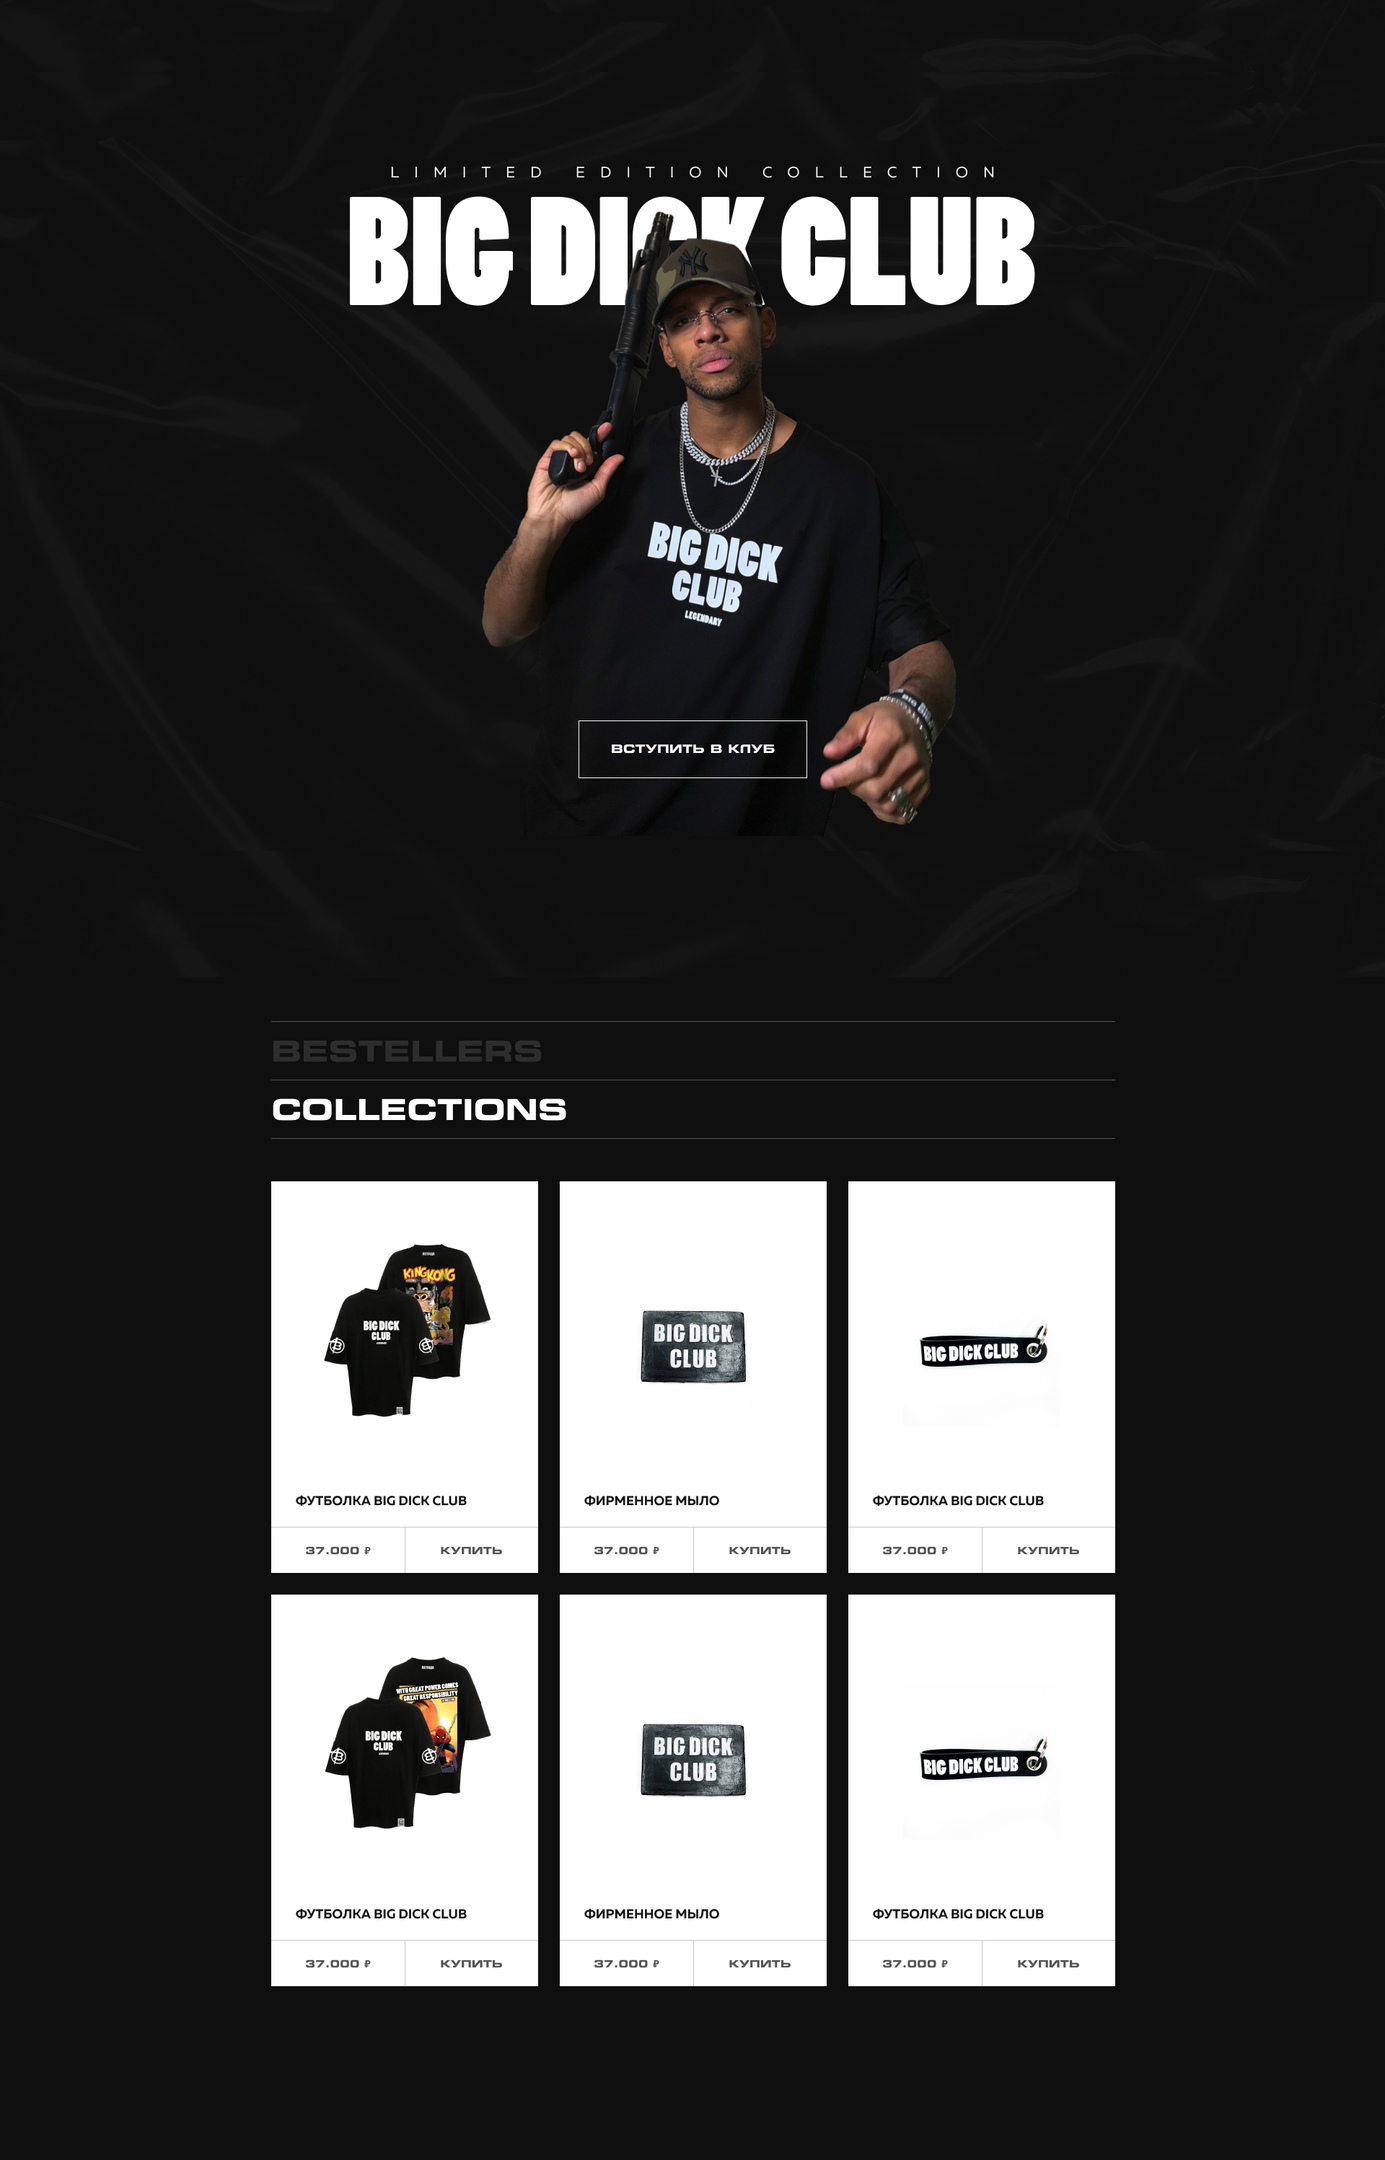 LIMITED EDITION COLLECTION
BIG DICK CLUB
BIG DICK
CLUB
LEGENDARY
ВСТУПИТЬ В КЛУБ
BESTELLERS
COLLECTIONS
KING KONG
BIG DICK
CLUB
BIG DICK
CLUB
BIG DICK CLUB
ФУТБОЛКА BIG DICK CLUB
ФИРМЕННОЕ МЫЛО
ФУТБОЛКА BIG DICK CLUB
37.000 ₽ КУПИТЬ
37.000 ₽ КУПИТЬ
37.000 ₽ КУПИТЬ
WITH GREAT POWER COMES
GREAT RESPONSIBILITY
BIG DICK
CLUB
BIG DICK
CLUB
BIG DICK CLUB
ФУТБОЛКА BIG DICK CLUB
ФИРМЕННОЕ МЫЛО
ФУТБОЛКА BIG DICK CLUB
37.000 ₽ КУПИТЬ
37.000 ₽ КУПИТЬ
37.000 ₽ КУПИТЬ